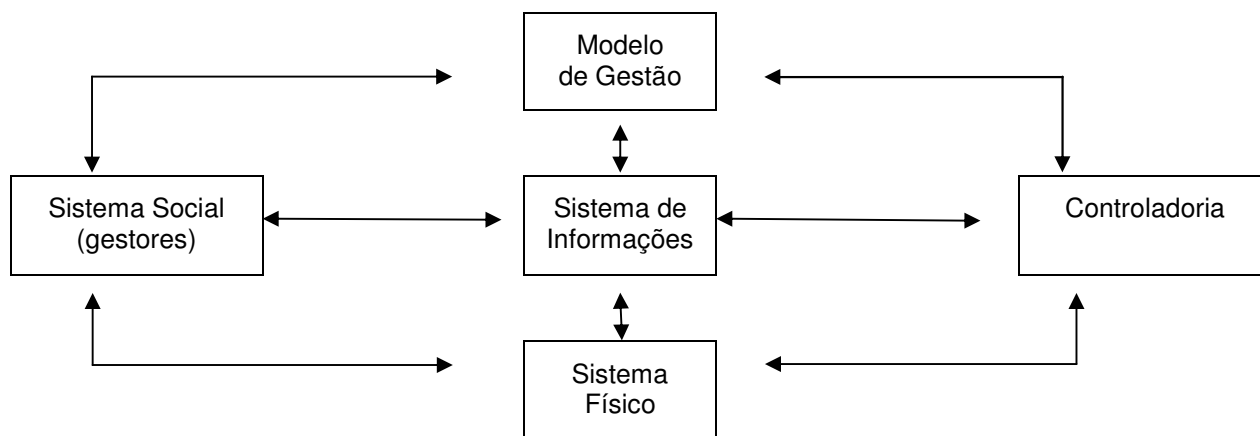 Modelo
de Gestão
Sistema Social
(gestores)
Sistema de
Informações
Controladoria
Sistema
Físico